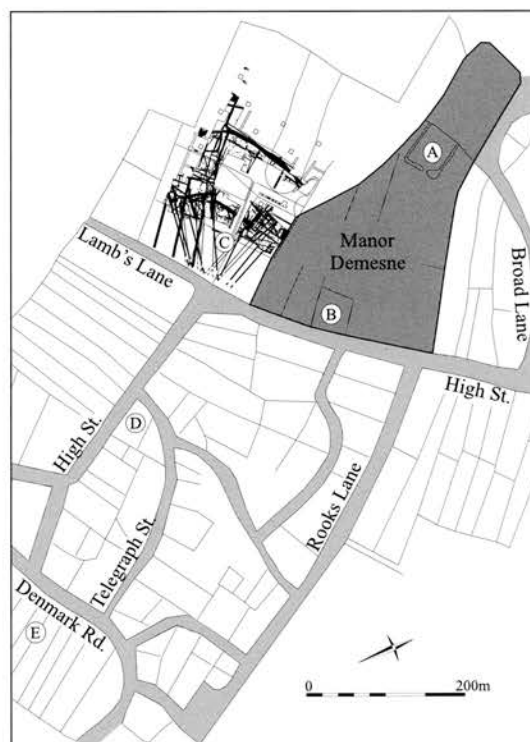 A
C
Manor
Demesne
Lamb's Lane
Broad Lane
B
High St.
D
High St.
Rooks Lane
Telegraph St.
Denmark Rd.
E
0
200m